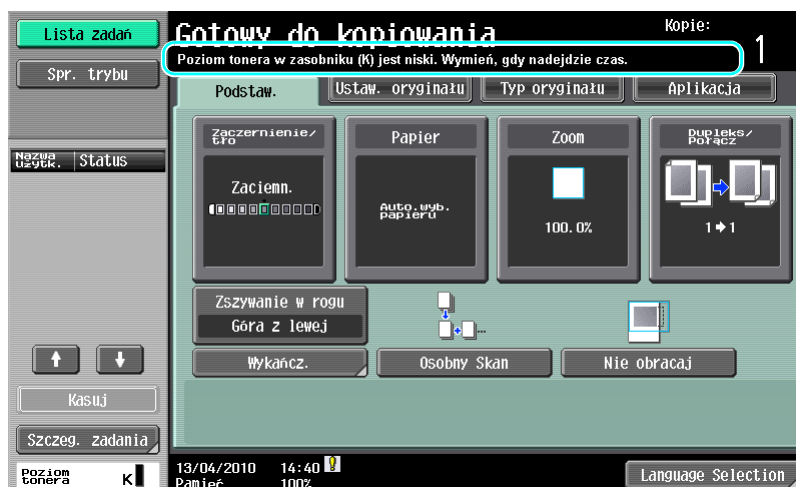 Lista zadań
Spr. trybu
Nazwa użytk.
Status
Kasuj
Szczeg. zadania
Poziom tonera
K
Gotowy do kopiowania
Kopie:
1
Poziom tonera w zasobniku (K) jest niski. Wymień, gdy nadejdzie czas.
Podstaw.
Ustaw. oryginału
Typ oryginału
Aplikacja
Zaczernienie/
tło
Papier
Zoom
Dupleks/
Połącz
Zaciemn.
Auto.wyb.
papieru
100.0%
1 → 1
Zszywanie w rogu
Góra z lewej
Wykańcz.
Osobny Skan
Nie obracaj
13/04/2010 14:40
Pamięć 100%
Language Selection